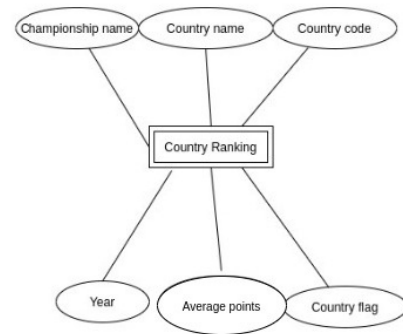 Championship name
Country name
Country code
Country Ranking
Year
Average points
Country flag